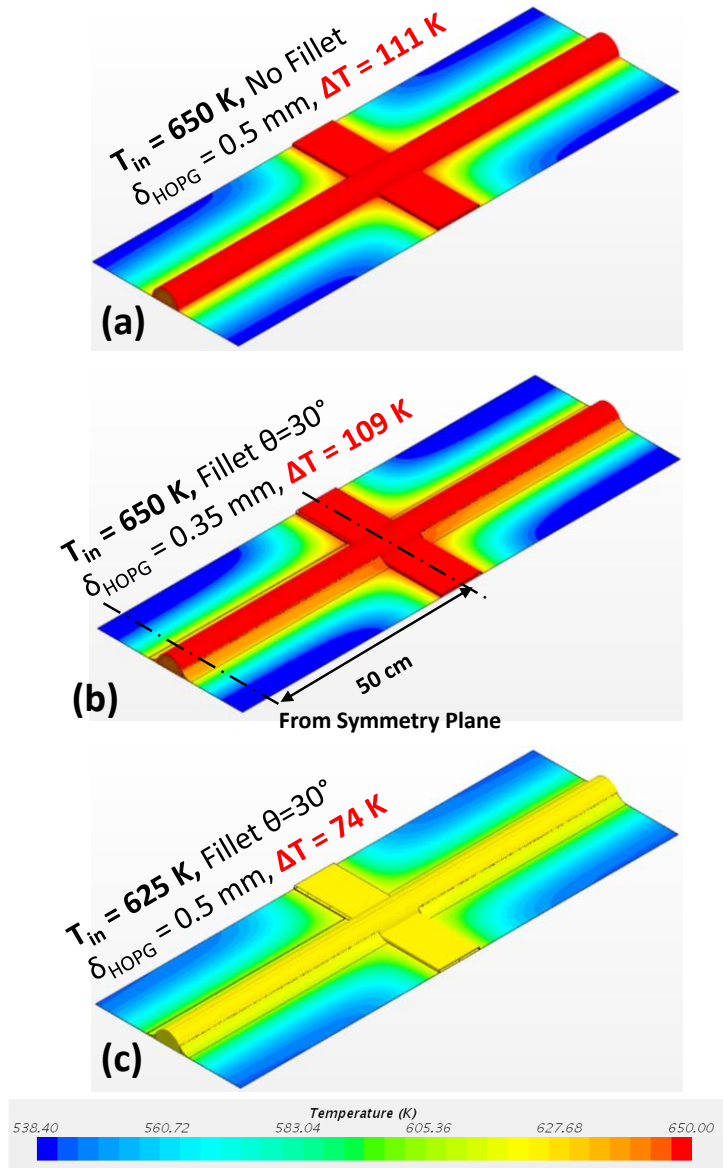 T_in = 650 K, No Fillet
δ_HOPG = 0.5 mm, ΔT = 111 K
(a)
T_in = 650 K, Fillet θ=30°
δ_HOPG = 0.35 mm, ΔT = 109 K
50 cm
(b)
From Symmetry Plane
T_in = 625 K, Fillet θ=30°
δ_HOPG = 0.5 mm, ΔT = 74 K
(c)
Temperature (K)
538.40 560.72 583.04 605.36 627.68 650.00